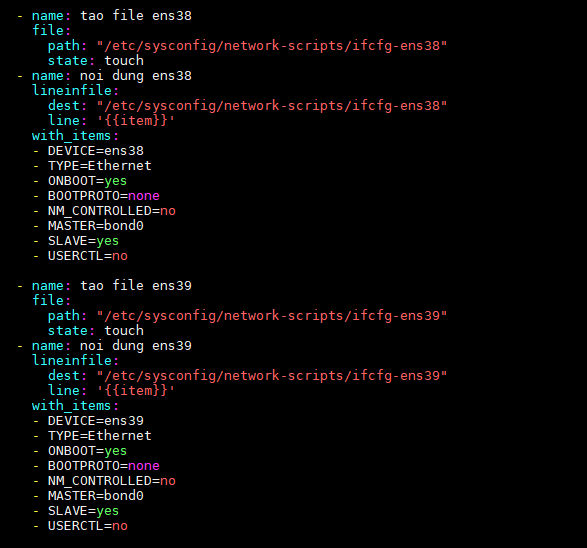 - name: tao file ens38
file:
path: "/etc/sysconfig/network-scripts/ifcfg-ens38"
state: touch
- name: noi dung ens38
lineinfile:
dest: "/etc/sysconfig/network-scripts/ifcfg-ens38"
line: '{{item}}'
with_items:
- DEVICE=ens38
- TYPE=Ethernet
- ONBOOT=yes
- BOOTPROTO=none
- NM_CONTROLLED=no
- MASTER=bond0
- SLAVE=yes
- USERCTL=no
- name: tao file ens39
file:
path: "/etc/sysconfig/network-scripts/ifcfg-ens39"
state: touch
- name: noi dung ens39
lineinfile:
dest: "/etc/sysconfig/network-scripts/ifcfg-ens39"
line: '{{item}}'
with_items:
- DEVICE=ens39
- TYPE=Ethernet
- ONBOOT=yes
- BOOTPROTO=none
- NM_CONTROLLED=no
- MASTER=bond0
- SLAVE=yes
- USERCTL=no